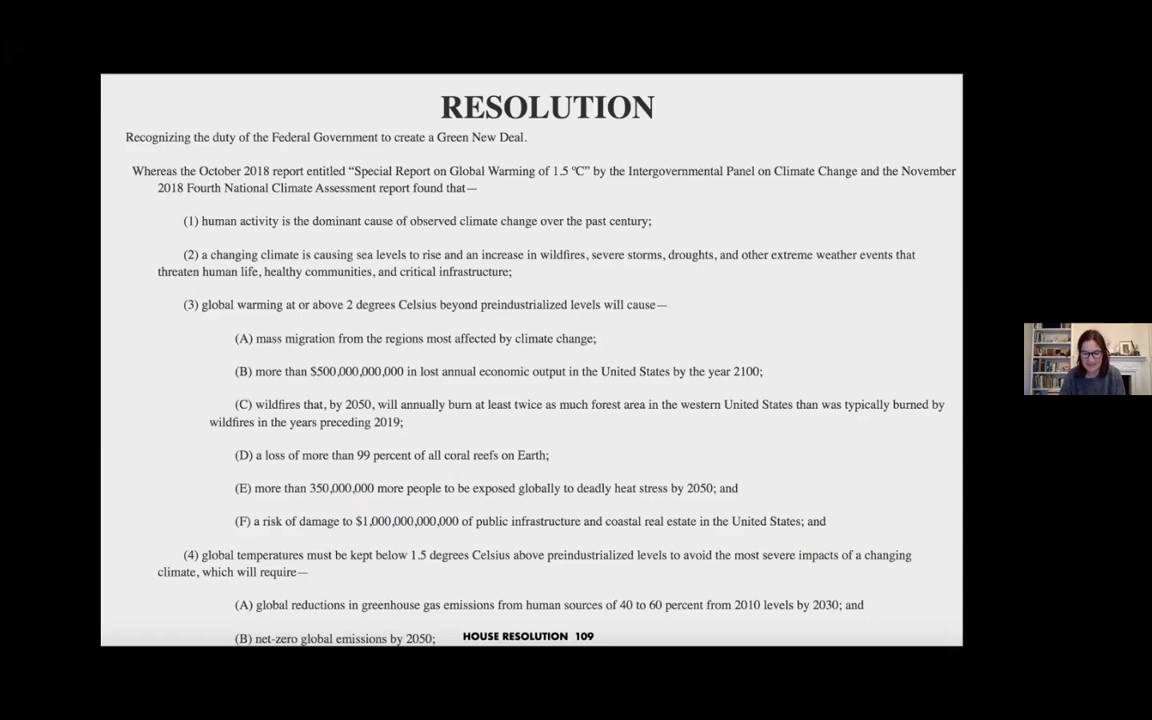 RESOLUTION
Recognizing the duty of the Federal Government to create a Green New Deal.
Whereas the October 2018 report entitled “Special Report on Global Warming of 1.5 ºC” by the Intergovernmental Panel on Climate Change and the November
2018 Fourth National Climate Assessment report found that—
(1) human activity is the dominant cause of observed climate change over the past century;
(2) a changing climate is causing sea levels to rise and an increase in wildfires, severe storms, droughts, and other extreme weather events that
threaten human life, healthy communities, and critical infrastructure;
(3) global warming at or above 2 degrees Celsius beyond preindustrialized levels will cause—
(A) mass migration from the regions most affected by climate change;
(B) more than $500,000,000,000 in lost annual economic output in the United States by the year 2100;
(C) wildfires that, by 2050, will annually burn at least twice as much forest area in the western United States than was typically burned by
wildfires in the years preceding 2019;
(D) a loss of more than 99 percent of all coral reefs on Earth;
(E) more than 350,000,000 more people to be exposed globally to deadly heat stress by 2050; and
(F) a risk of damage to $1,000,000,000,000 of public infrastructure and coastal real estate in the United States; and
(4) global temperatures must be kept below 1.5 degrees Celsius above preindustrialized levels to avoid the most severe impacts of a changing
climate, which will require—
(A) global reductions in greenhouse gas emissions from human sources of 40 to 60 percent from 2010 levels by 2030; and
(B) net-zero global emissions by 2050;
HOUSE RESOLUTION 109